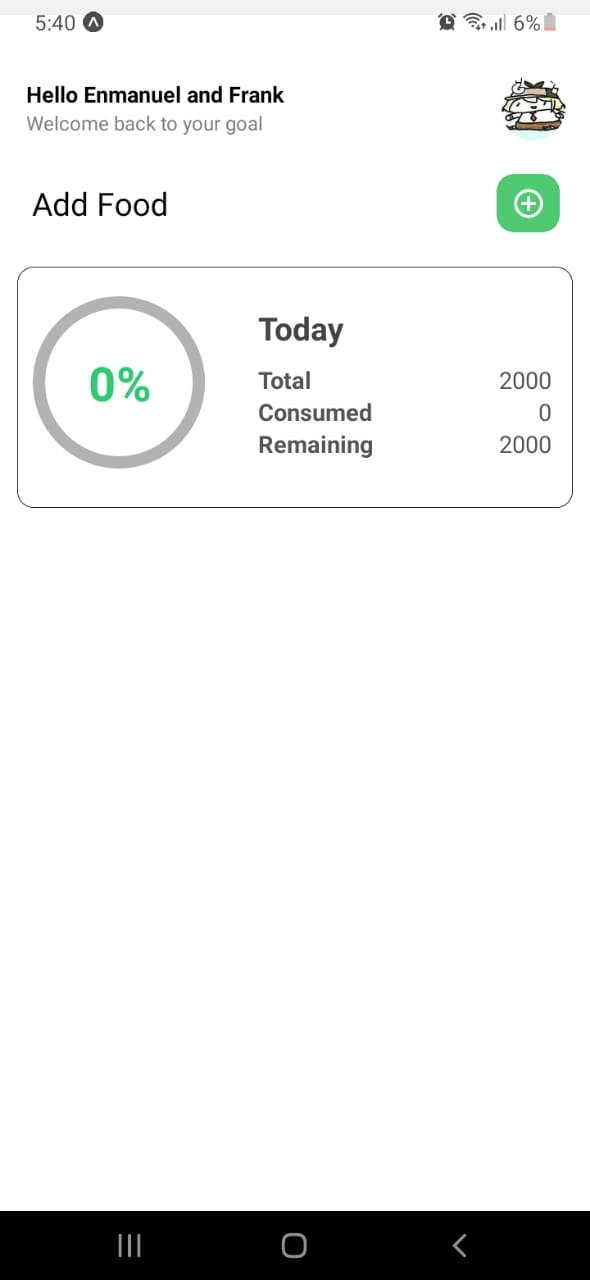 5:40 6%
Hello Enmanuel and Frank
Welcome back to your goal
Add Food
0%
Today
Total 2000
Consumed 0
Remaining 2000